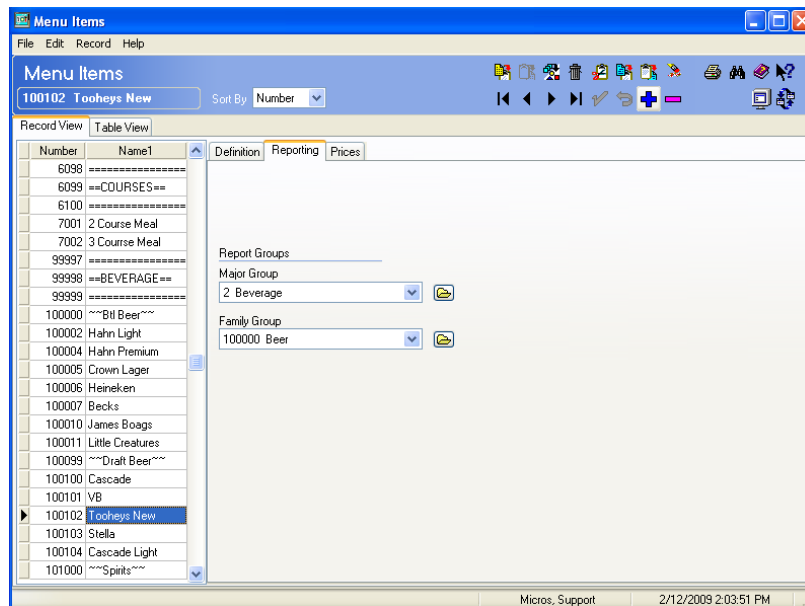 Menu Items
File Edit Record Help
Menu Items
100102 Tooheys New
Sort By Number
Record View Table View
Number Name1
6098 ================
6099 ==COURSES==
6100 ================
7001 2 Course Meal
7002 3 Courrse Meal
99997 ================
99998 ==BEVERAGE==
99999 ================
100000 ~~Btl Beer~~
100002 Hahn Light
100004 Hahn Premium
100005 Crown Lager
100006 Heineken
100007 Becks
100010 James Boags
100011 Little Creatures
100099 ~~Draft Beer~~
100100 Cascade
100101 VB
100102 Tooheys New
100103 Stella
100104 Cascade Light
101000 ~~Spirits~~
Definition Reporting Prices
Report Groups
Major Group
2 Beverage
Family Group
100000 Beer
Micros, Support 2/12/2009 2:03:51 PM